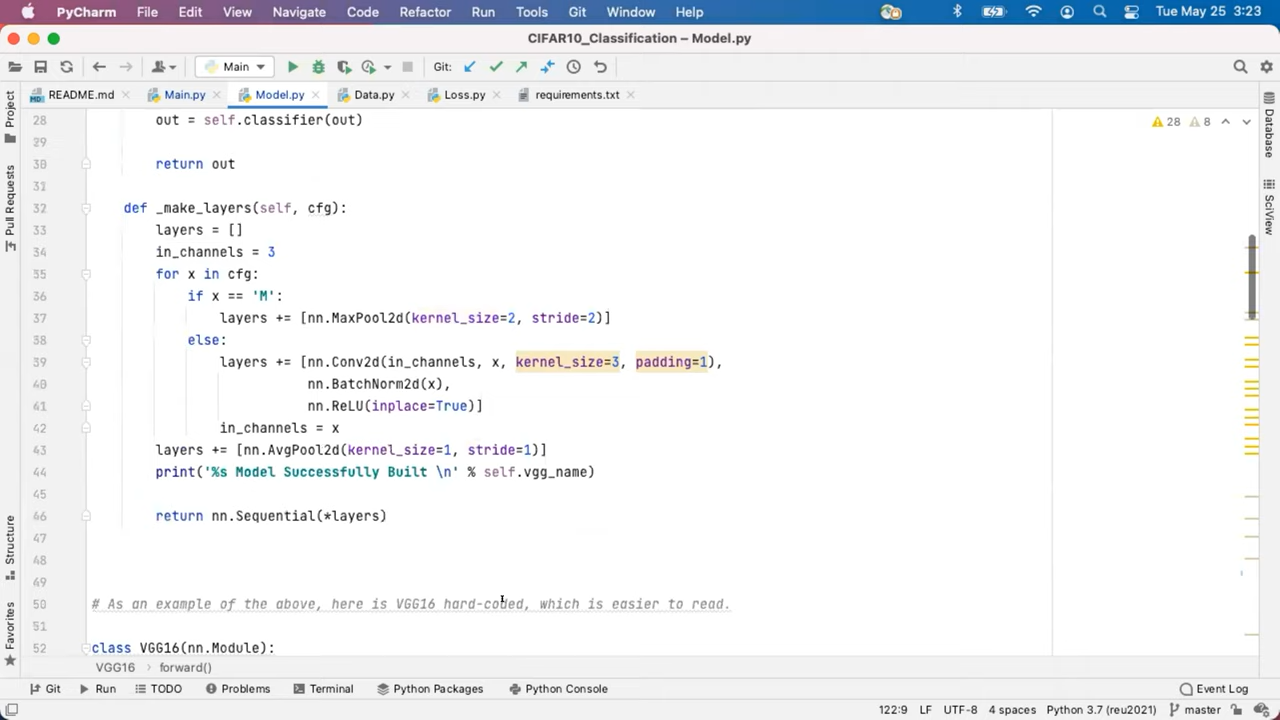 PyCharm File Edit View Navigate Code Refactor Run Tools Git Window Help Tue May 25 3:23
CIFAR10_Classification – Model.py
Main Git:
README.md Main.py Model.py Data.py Loss.py requirements.txt
Project
Pull Requests
Structure
Favorites
Database
SciView
28 8
28 out = self.classifier(out)
29
30 return out
31
32 def _make_layers(self, cfg):
33 layers = []
34 in_channels = 3
35 for x in cfg:
36 if x == 'M':
37 layers += [nn.MaxPool2d(kernel_size=2, stride=2)]
38 else:
39 layers += [nn.Conv2d(in_channels, x, kernel_size=3, padding=1),
40 nn.BatchNorm2d(x),
41 nn.ReLU(inplace=True)]
42 in_channels = x
43 layers += [nn.AvgPool2d(kernel_size=1, stride=1)]
44 print('%s Model Successfully Built \n' % self.vgg_name)
45
46 return nn.Sequential(*layers)
47
48
49
50 # As an example of the above, here is VGG16 hard-coded, which is easier to read.
51
52 class VGG16(nn.Module):
VGG16 › forward()
Git Run TODO Problems Terminal Python Packages Python Console Event Log
122:9 LF UTF-8 4 spaces Python 3.7 (reu2021) master